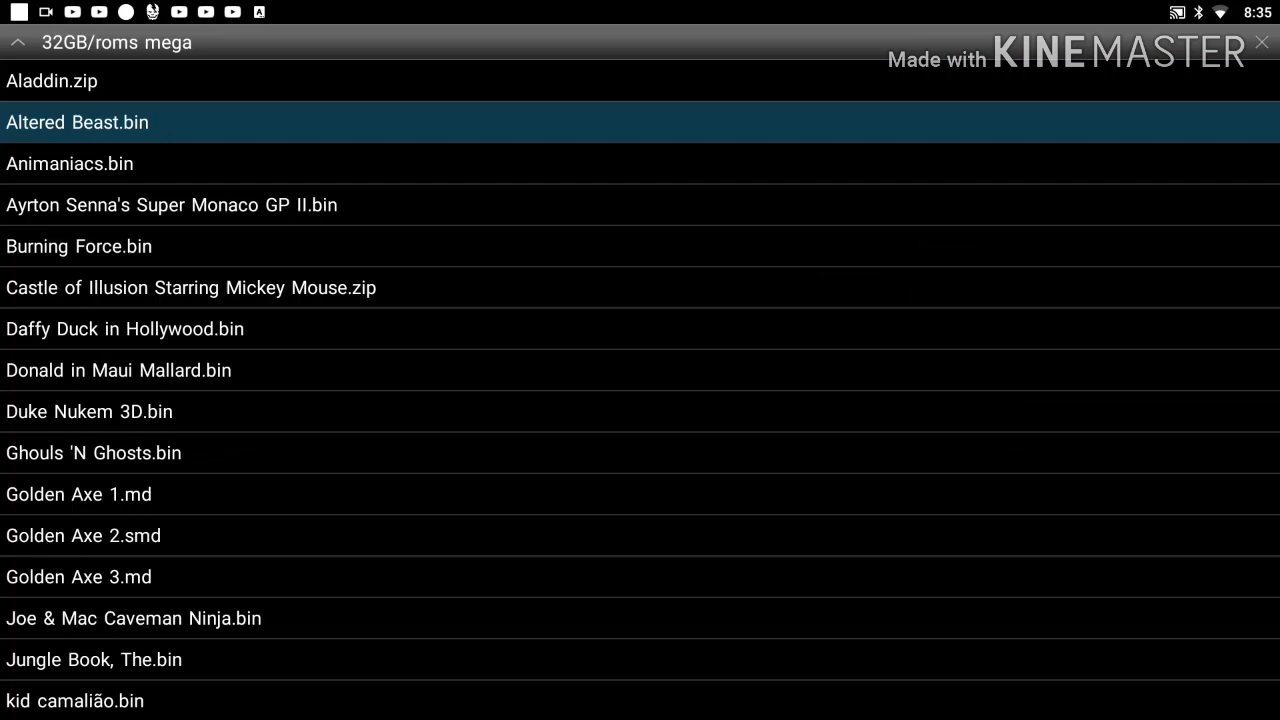 8:35
32GB/roms mega
Made with KINEMASTER
Aladdin.zip
Altered Beast.bin
Animaniacs.bin
Ayrton Senna's Super Monaco GP II.bin
Burning Force.bin
Castle of Illusion Starring Mickey Mouse.zip
Daffy Duck in Hollywood.bin
Donald in Maui Mallard.bin
Duke Nukem 3D.bin
Ghouls 'N Ghosts.bin
Golden Axe 1.md
Golden Axe 2.smd
Golden Axe 3.md
Joe & Mac Caveman Ninja.bin
Jungle Book, The.bin
kid camalião.bin